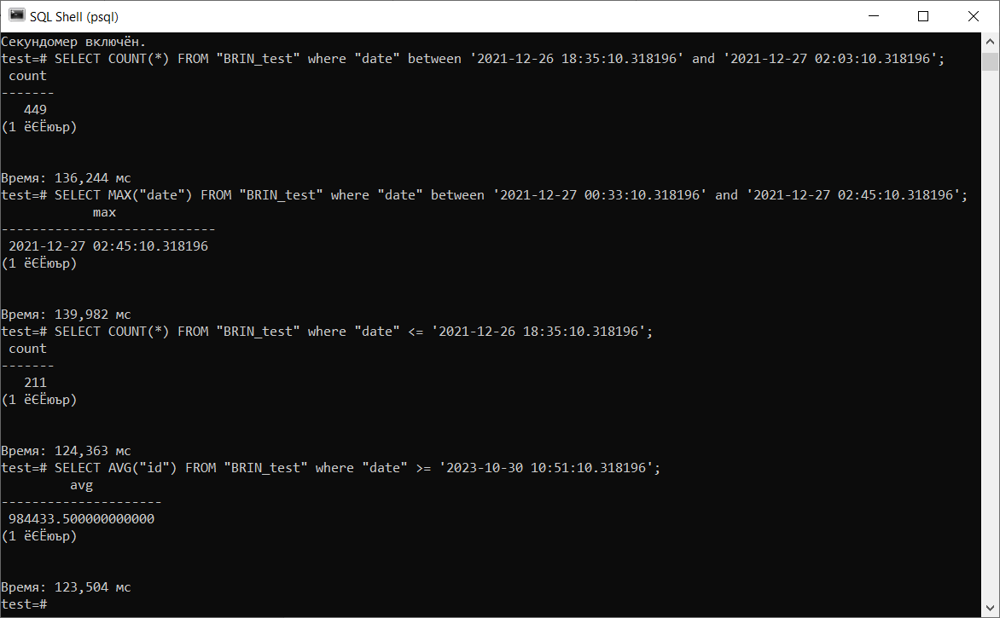 SQL Shell (psql)
Секундомер включён.
test=# SELECT COUNT(*) FROM "BRIN_test" where "date" between '2021-12-26 18:35:10.318196' and '2021-12-27 02:03:10.318196';
 count
-------
   449
(1 ёЄЁюър)
Время: 136,244 мс
test=# SELECT MAX("date") FROM "BRIN_test" where "date" between '2021-12-27 00:33:10.318196' and '2021-12-27 02:45:10.318196';
            max
----------------------------
 2021-12-27 02:45:10.318196
(1 ёЄЁюър)
Время: 139,982 мс
test=# SELECT COUNT(*) FROM "BRIN_test" where "date" <= '2021-12-26 18:35:10.318196';
 count
-------
   211
(1 ёЄЁюър)
Время: 124,363 мс
test=# SELECT AVG("id") FROM "BRIN_test" where "date" >= '2023-10-30 10:51:10.318196';
         avg
---------------------
 984433.500000000000
(1 ёЄЁюър)
Время: 123,504 мс
test=#